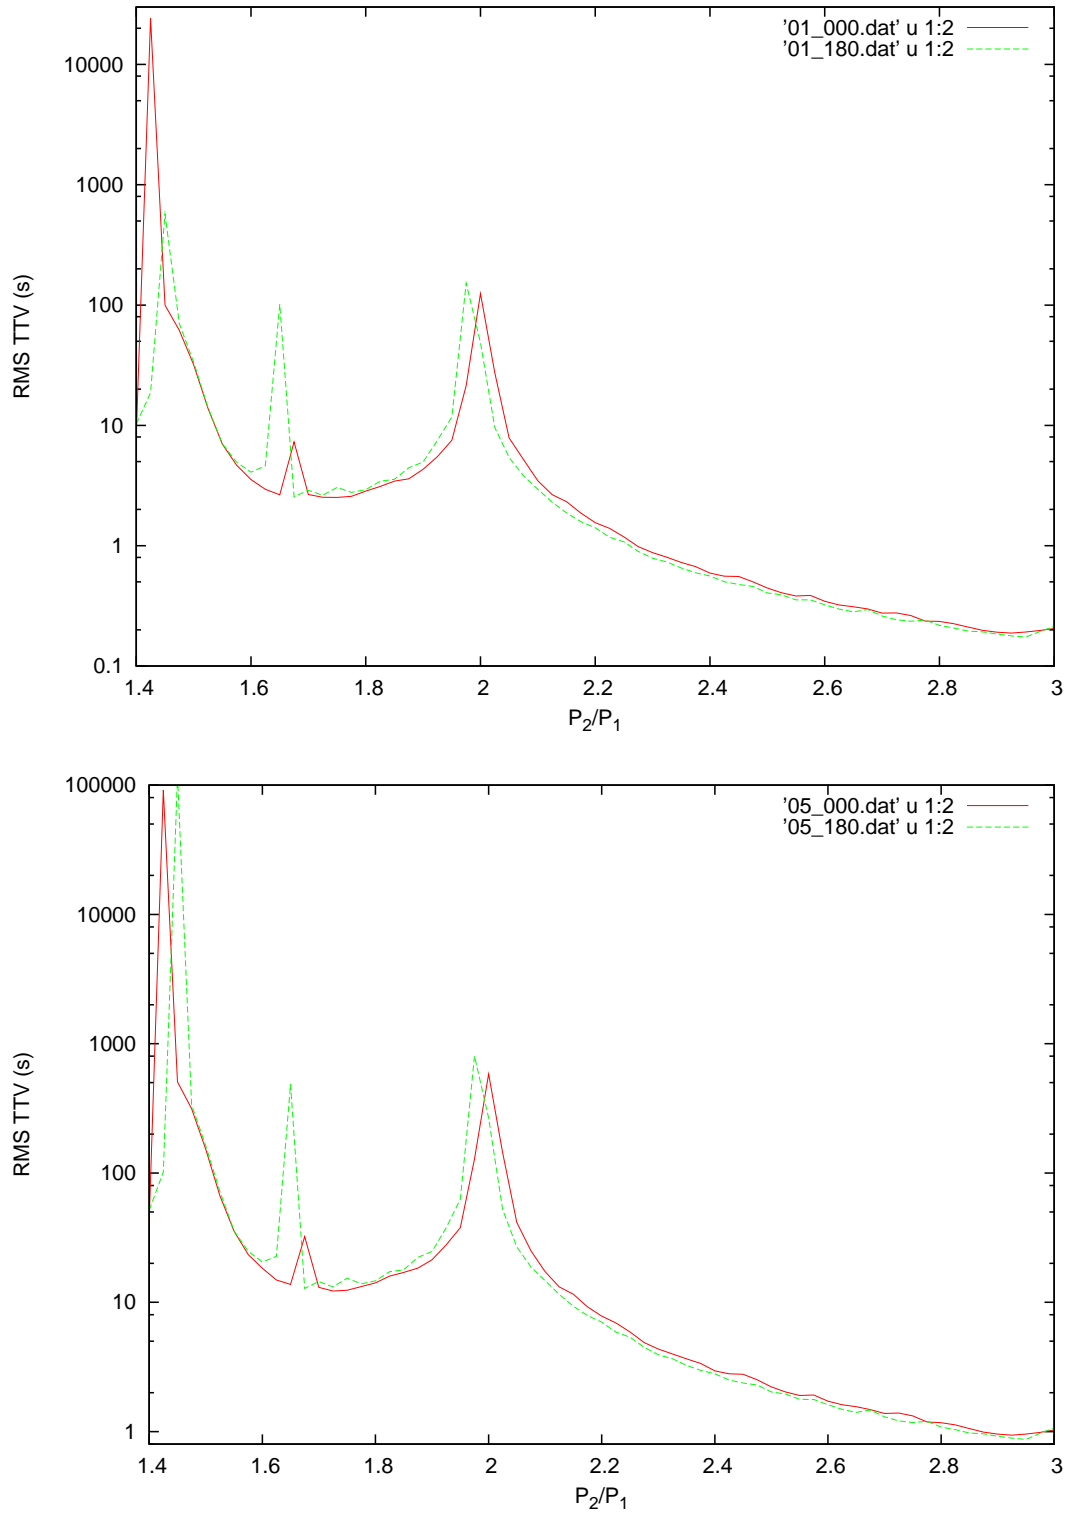 '01_000.dat' u 1:2
'01_180.dat' u 1:2
10000
1000
100
10
1
0.1
RMS TTV (s)
1.4 1.6 1.8 2 2.2 2.4 2.6 2.8 3
P2/P1
'05_000.dat' u 1:2
'05_180.dat' u 1:2
100000
10000
1000
100
10
1
RMS TTV (s)
1.4 1.6 1.8 2 2.2 2.4 2.6 2.8 3
P2/P1